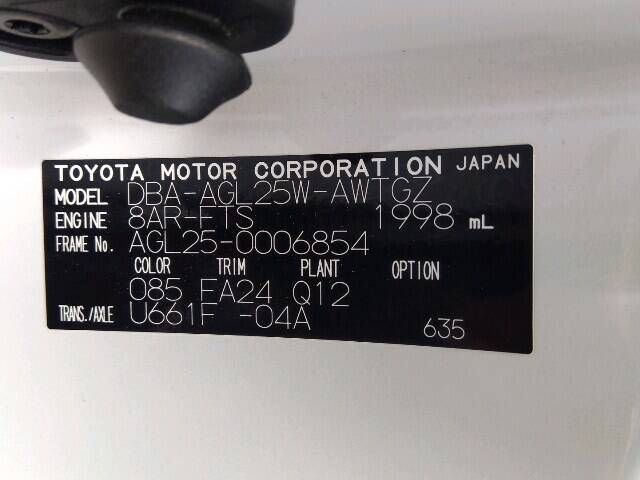 TOYOTA MOTOR CORPORATION JAPAN
MODEL DBA-AGL25W-AWTGZ
ENGINE 8AR-FTS 1998 mL
FRAME No. AGL25-0006854
COLOR TRIM PLANT OPTION
085 FA24 Q12
TRANS./AXLE U661F -04A
635